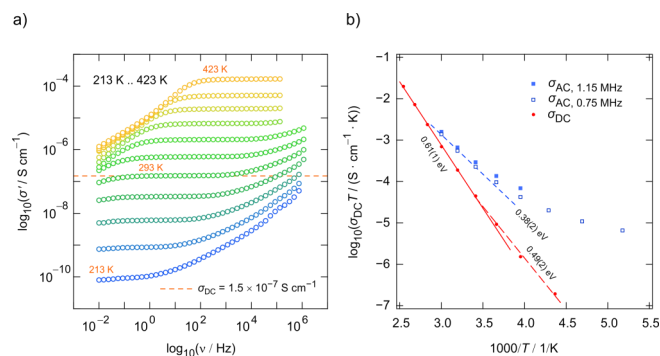 a)
213 K .. 423 K
423 K
293 K
213 K
σDC = 1.5 × 10⁻⁷ S cm⁻¹
log10(σ′ / S cm⁻¹)
10⁻⁴
10⁻⁶
10⁻⁸
10⁻¹⁰
10⁻² 10⁰ 10² 10⁴ 10⁶
log10(ν / Hz)
b)
σAC, 1.15 MHz
σAC, 0.75 MHz
σDC
0.61(1) eV
0.38(2) eV
0.49(2) eV
log10(σDC T / (S · cm⁻¹ · K))
-1
-2
-3
-4
-5
-6
-7
2.5 3.0 3.5 4.0 4.5 5.0 5.5
1000/T / 1/K